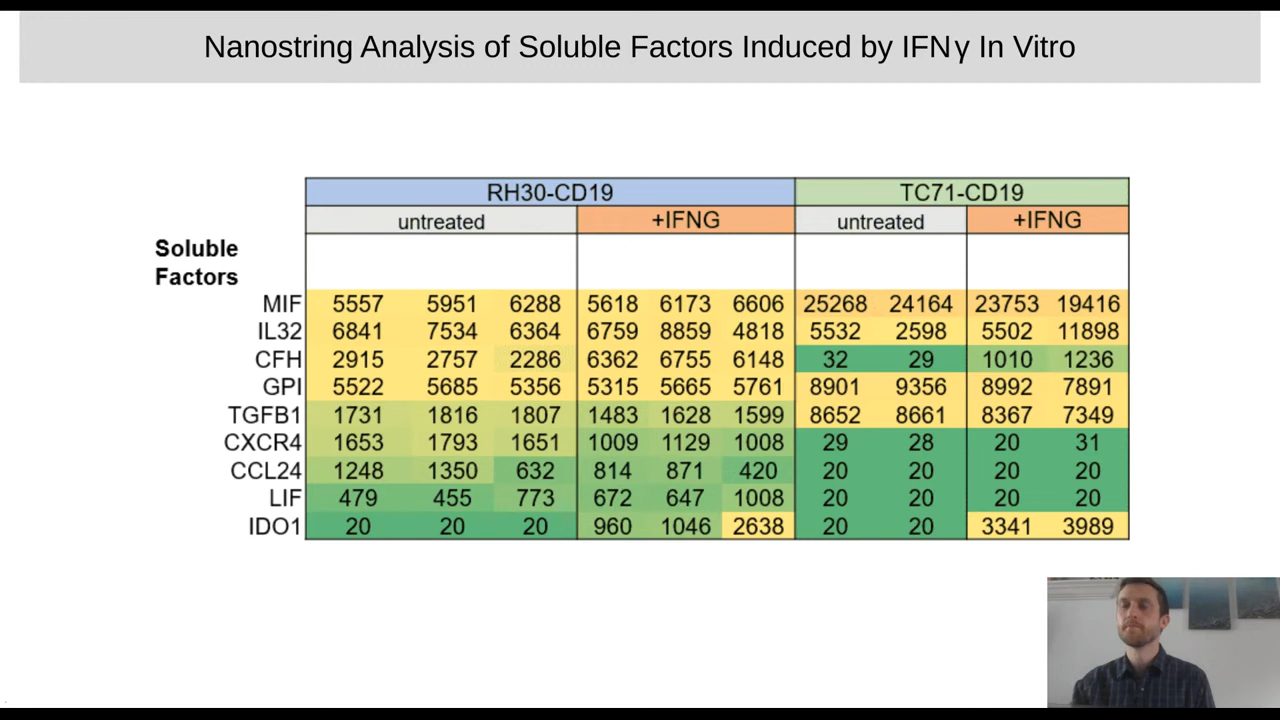 Nanostring Analysis of Soluble Factors Induced by IFNγ In Vitro
RH30-CD19 TC71-CD19
untreated +IFNG untreated +IFNG
Soluble
Factors
MIF 5557 5951 6288 5618 6173 6606 25268 24164 23753 19416
IL32 6841 7534 6364 6759 8859 4818 5532 2598 5502 11898
CFH 2915 2757 2286 6362 6755 6148 32 29 1010 1236
GPI 5522 5685 5356 5315 5665 5761 8901 9356 8992 7891
TGFB1 1731 1816 1807 1483 1628 1599 8652 8661 8367 7349
CXCR4 1653 1793 1651 1009 1129 1008 29 28 20 31
CCL24 1248 1350 632 814 871 420 20 20 20 20
LIF 479 455 773 672 647 1008 20 20 20 20
IDO1 20 20 20 960 1046 2638 20 20 3341 3989